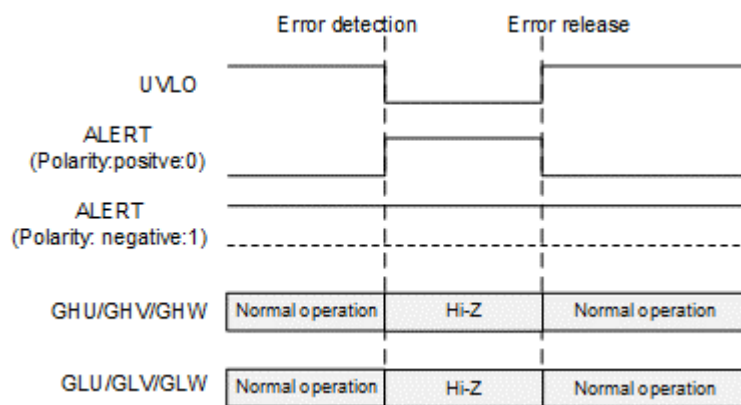 Error detection Error release
UVLO
ALERT
(Polarity:positve:0)
ALERT
(Polarity: negative:1)
GHU/GHV/GHW Normal operation Hi-Z Normal operation
GLU/GLV/GLW Normal operation Hi-Z Normal operation